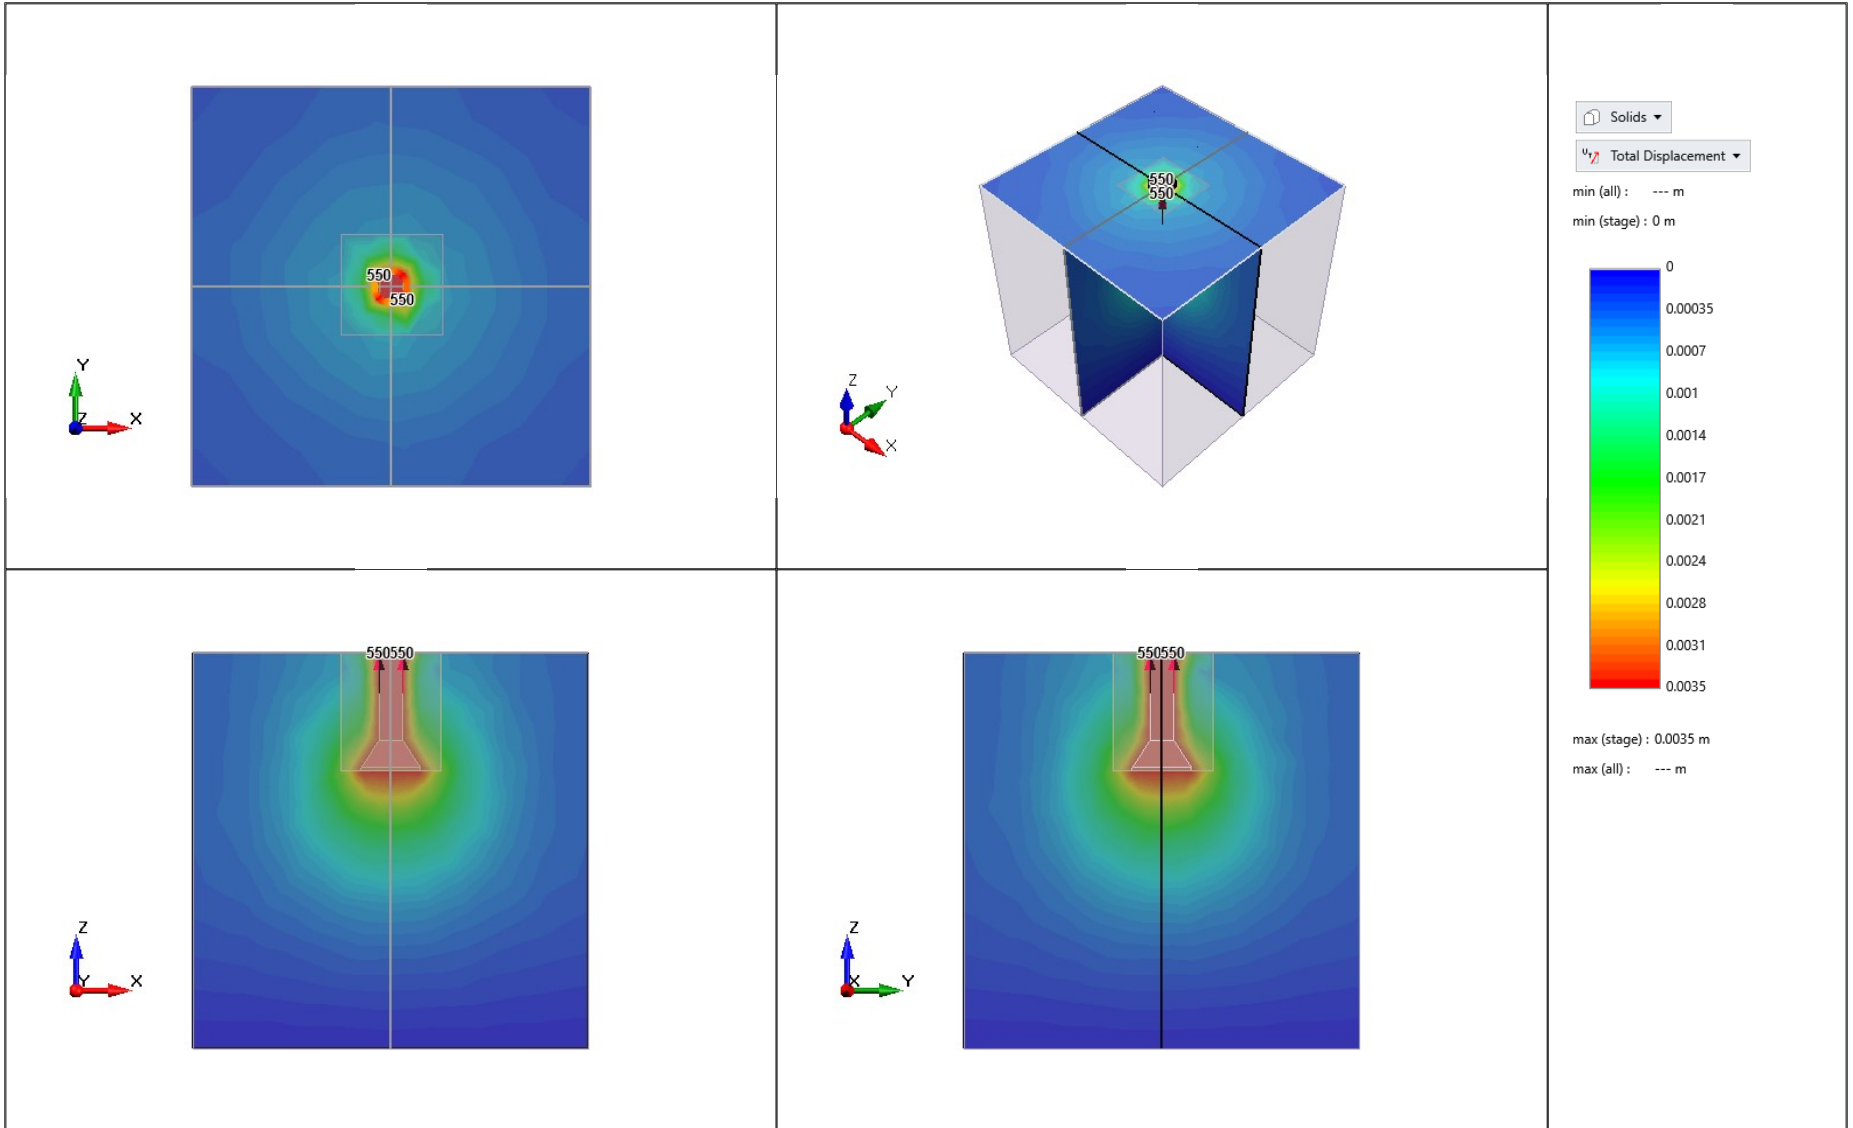 550
550
Y
Z
X
550
550
Z
Y
X
Solids
UT Total Displacement
min (all) : --- m
min (stage) : 0 m
0
0.00035
0.0007
0.001
0.0014
0.0017
0.0021
0.0024
0.0028
0.0031
0.0035
max (stage) : 0.0035 m
max (all) : --- m
550550
Z
Y
X
550550
Z
X
Y